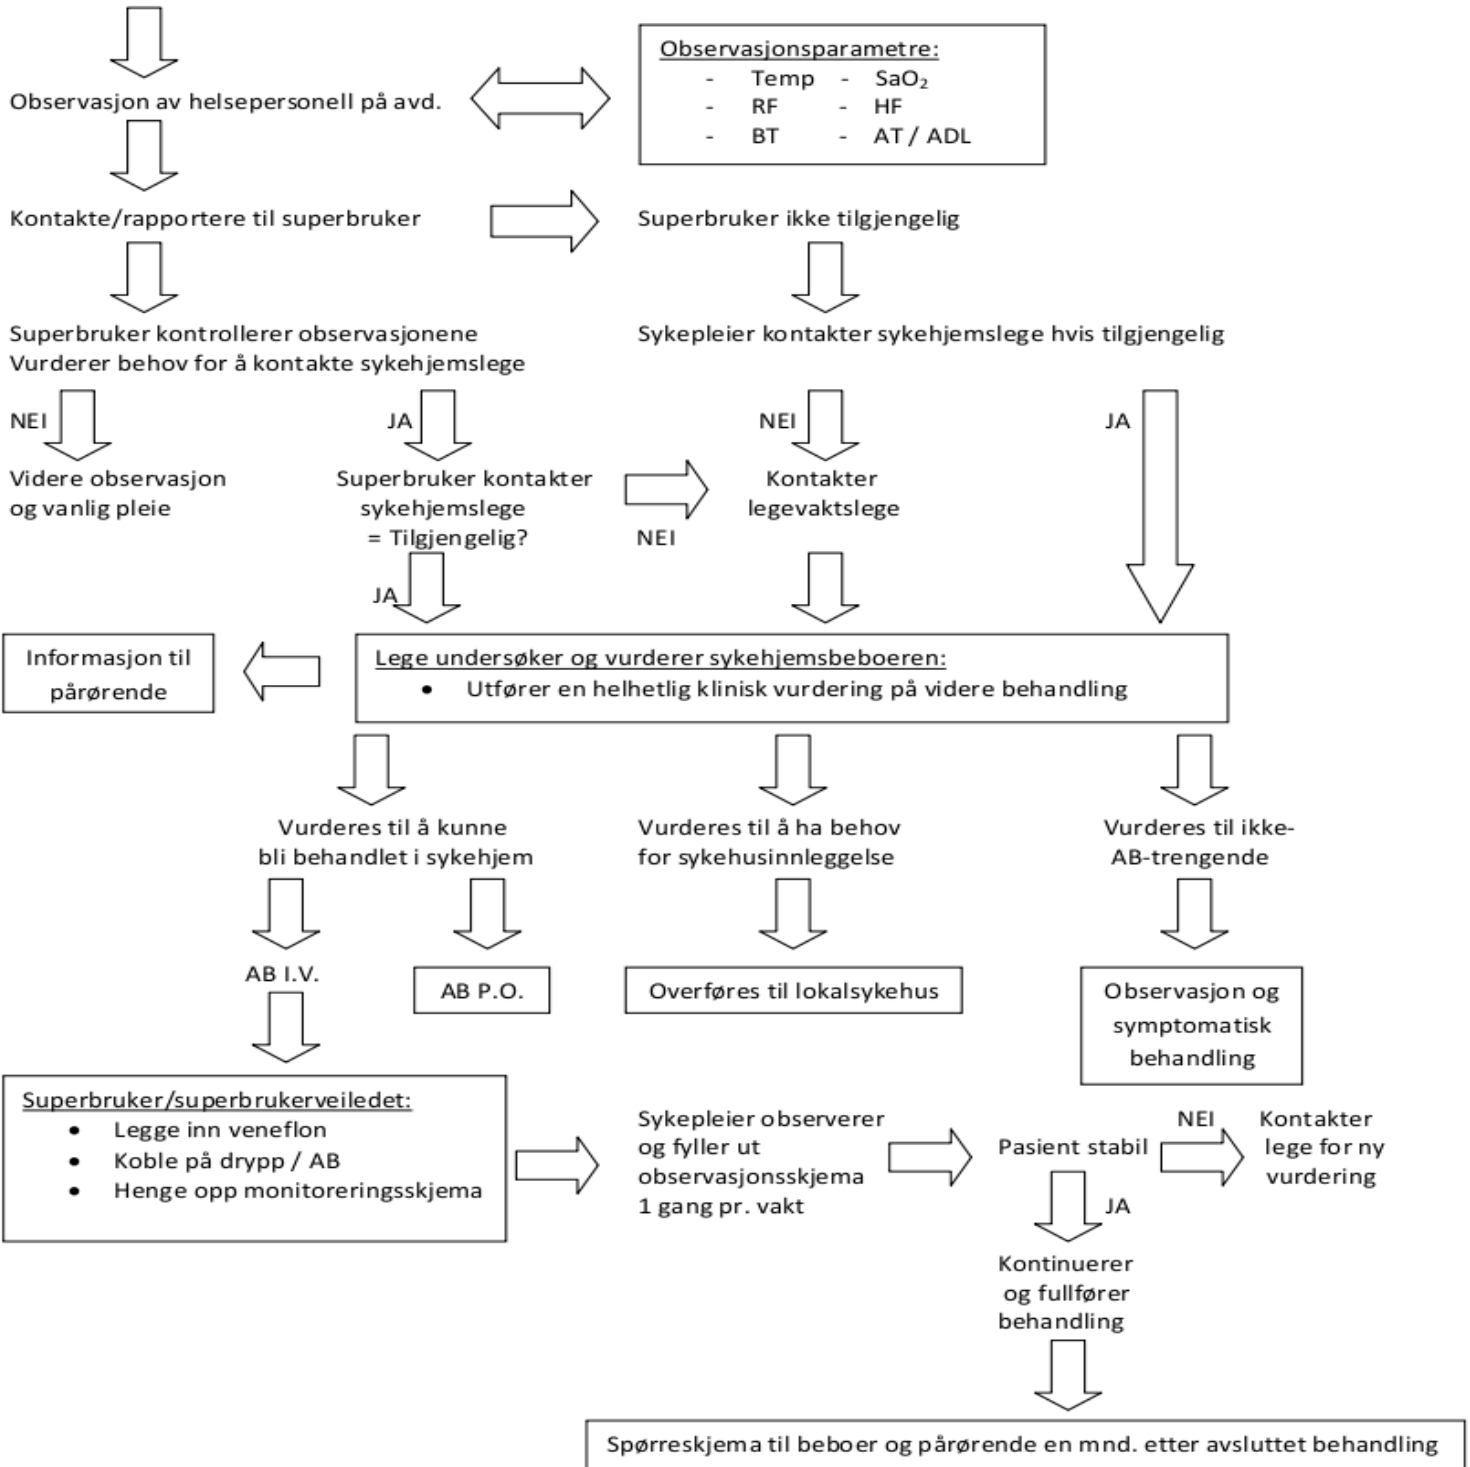 Observasjonsparametre:
- Temp - SaO₂
- RF - HF
- BT - AT / ADL
Observasjon av helsepersonell på avd.
Kontakte/rapportere til superbruker
Superbruker ikke tilgjengelig
Superbruker kontrollerer observasjonene
Vurderer behov for å kontakte sykehjemslege
Sykepleier kontakter sykehjemslege hvis tilgjengelig
NEI
JA
NEI
JA
Videre observasjon
og vanlig pleie
Superbruker kontakter
sykehjemslege
= Tilgjengelig?
NEI
Kontakter
legevaktslege
JA
Informasjon til
pårørende
Lege undersøker og vurderer sykehjemsbeboeren:
• Utfører en helhetlig klinisk vurdering på videre behandling
Vurderes til å kunne
bli behandlet i sykehjem
Vurderes til å ha behov
for sykehusinnleggelse
Vurderes til ikke-
AB-trengende
AB I.V.
AB P.O.
Overføres til lokalsykehus
Observasjon og
symptomatisk
behandling
Superbruker/superbrukerveiledet:
• Legge inn veneflon
• Koble på drypp / AB
• Henge opp monitoreringsskjema
Sykepleier observerer
og fyller ut
observasjonsskjema
1 gang pr. vakt
Pasient stabil
NEI
Kontakter
lege for ny
vurdering
JA
Kontinuerer
og fullfører
behandling
Spørreskjema til beboer og pårørende en mnd. etter avsluttet behandling